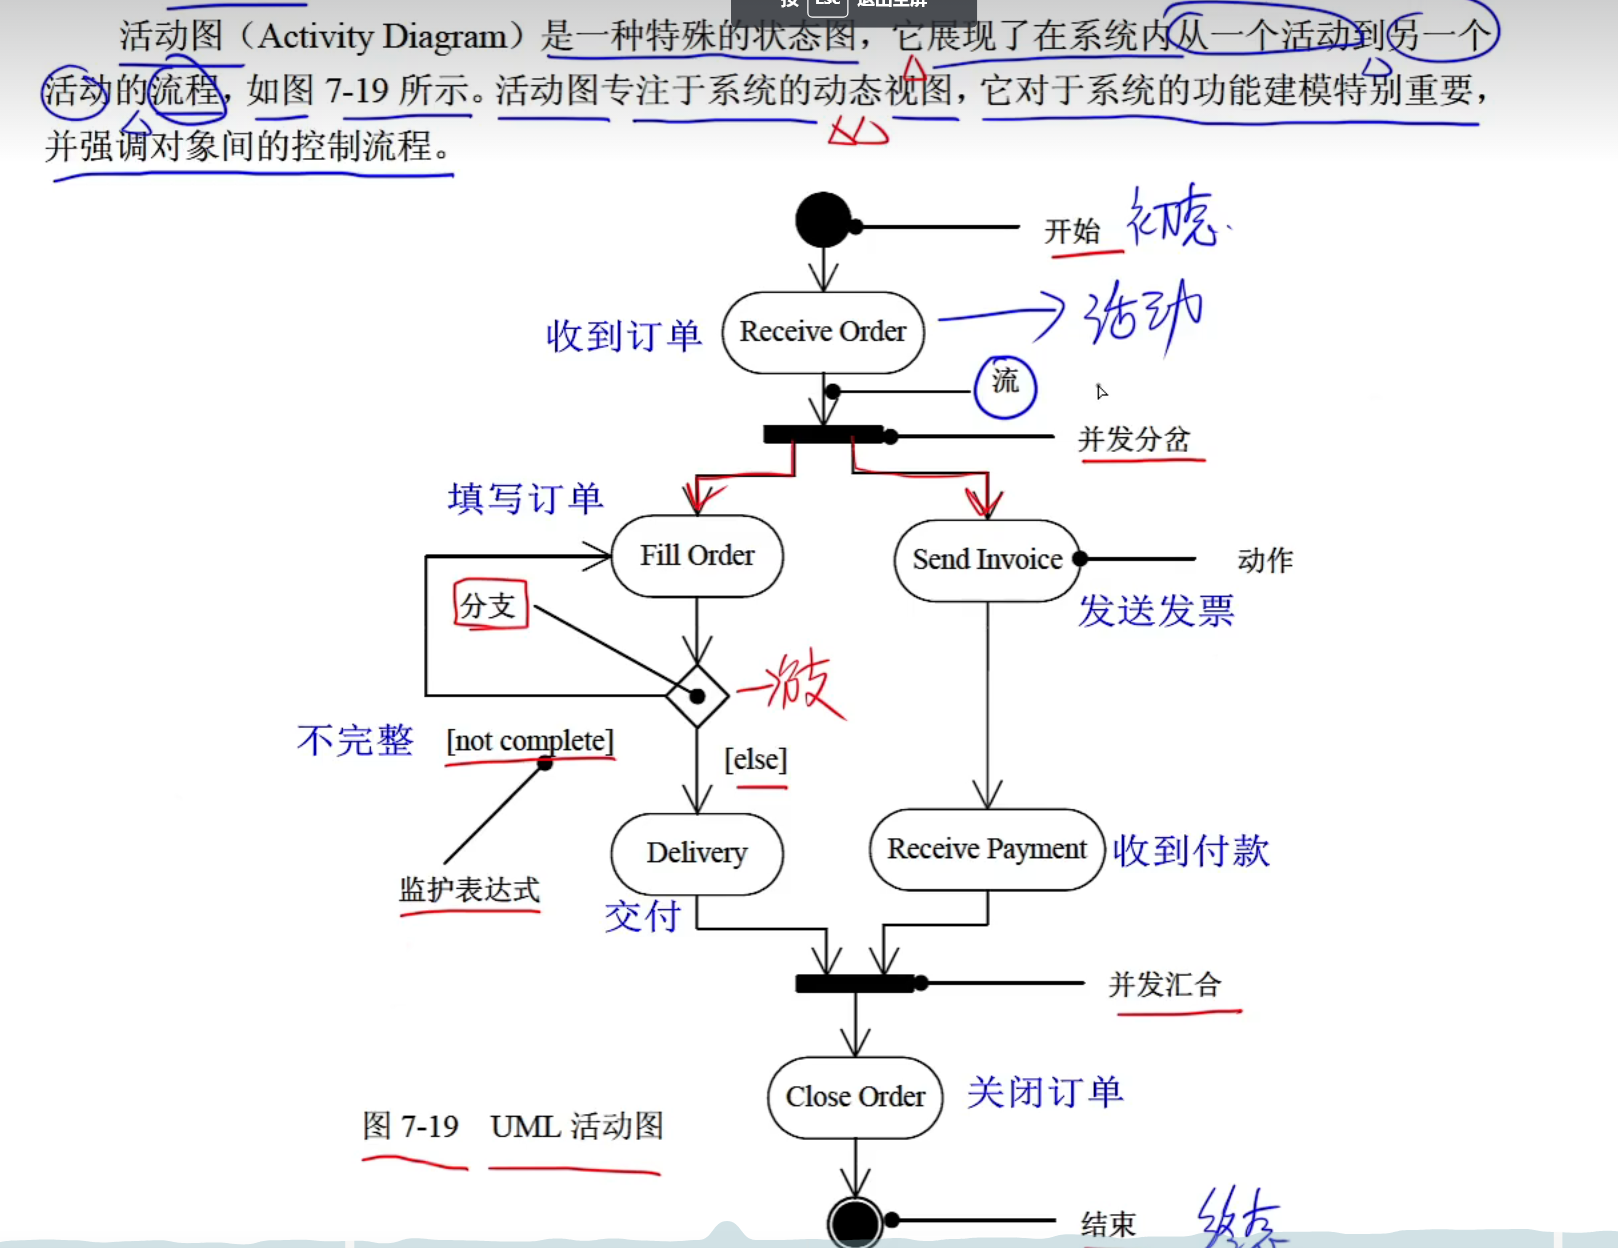 按 Esc 退出全屏
活动图（Activity Diagram）是一种特殊的状态图，它展现了在系统内从一个活动到另一个
活动的流程，如图 7-19 所示。活动图专注于系统的动态视图，它对于系统的功能建模特别重要，
并强调对象间的控制流程。
开始 初态
收到订单 Receive Order 活动
流
并发分岔
填写订单
Fill Order Send Invoice 动作
分支 发送发票
不完整 [not complete]
[else]
Delivery Receive Payment 收到付款
监护表达式
交付
并发汇合
Close Order 关闭订单
图 7-19 UML 活动图
结束 终态